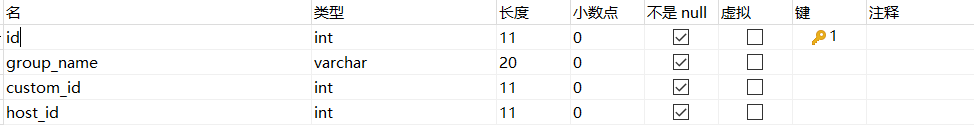 名 类型 长度 小数点 不是 null 虚拟 键 注释
id int 11 0 1
group_name varchar 20 0
custom_id int 11 0
host_id int 11 0